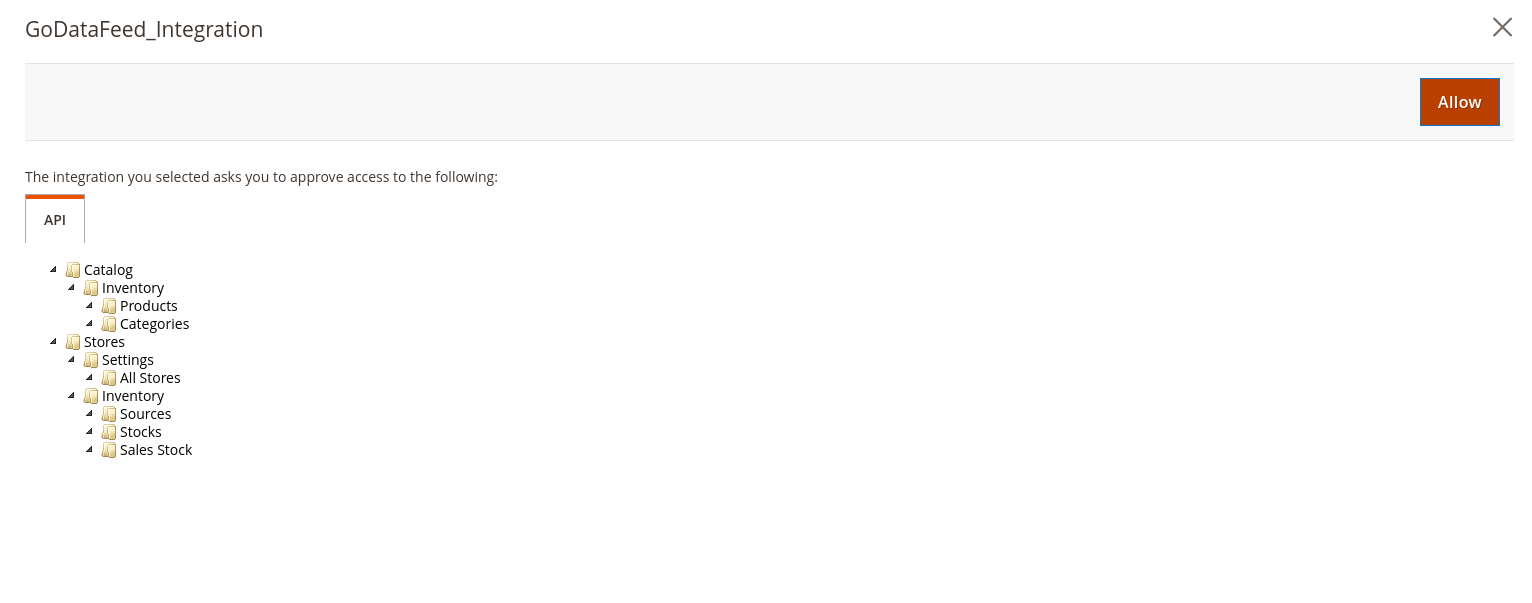 GoDataFeed_Integration
Allow
The integration you selected asks you to approve access to the following:
API
Catalog
Inventory
Products
Categories
Stores
Settings
All Stores
Inventory
Sources
Stocks
Sales Stock